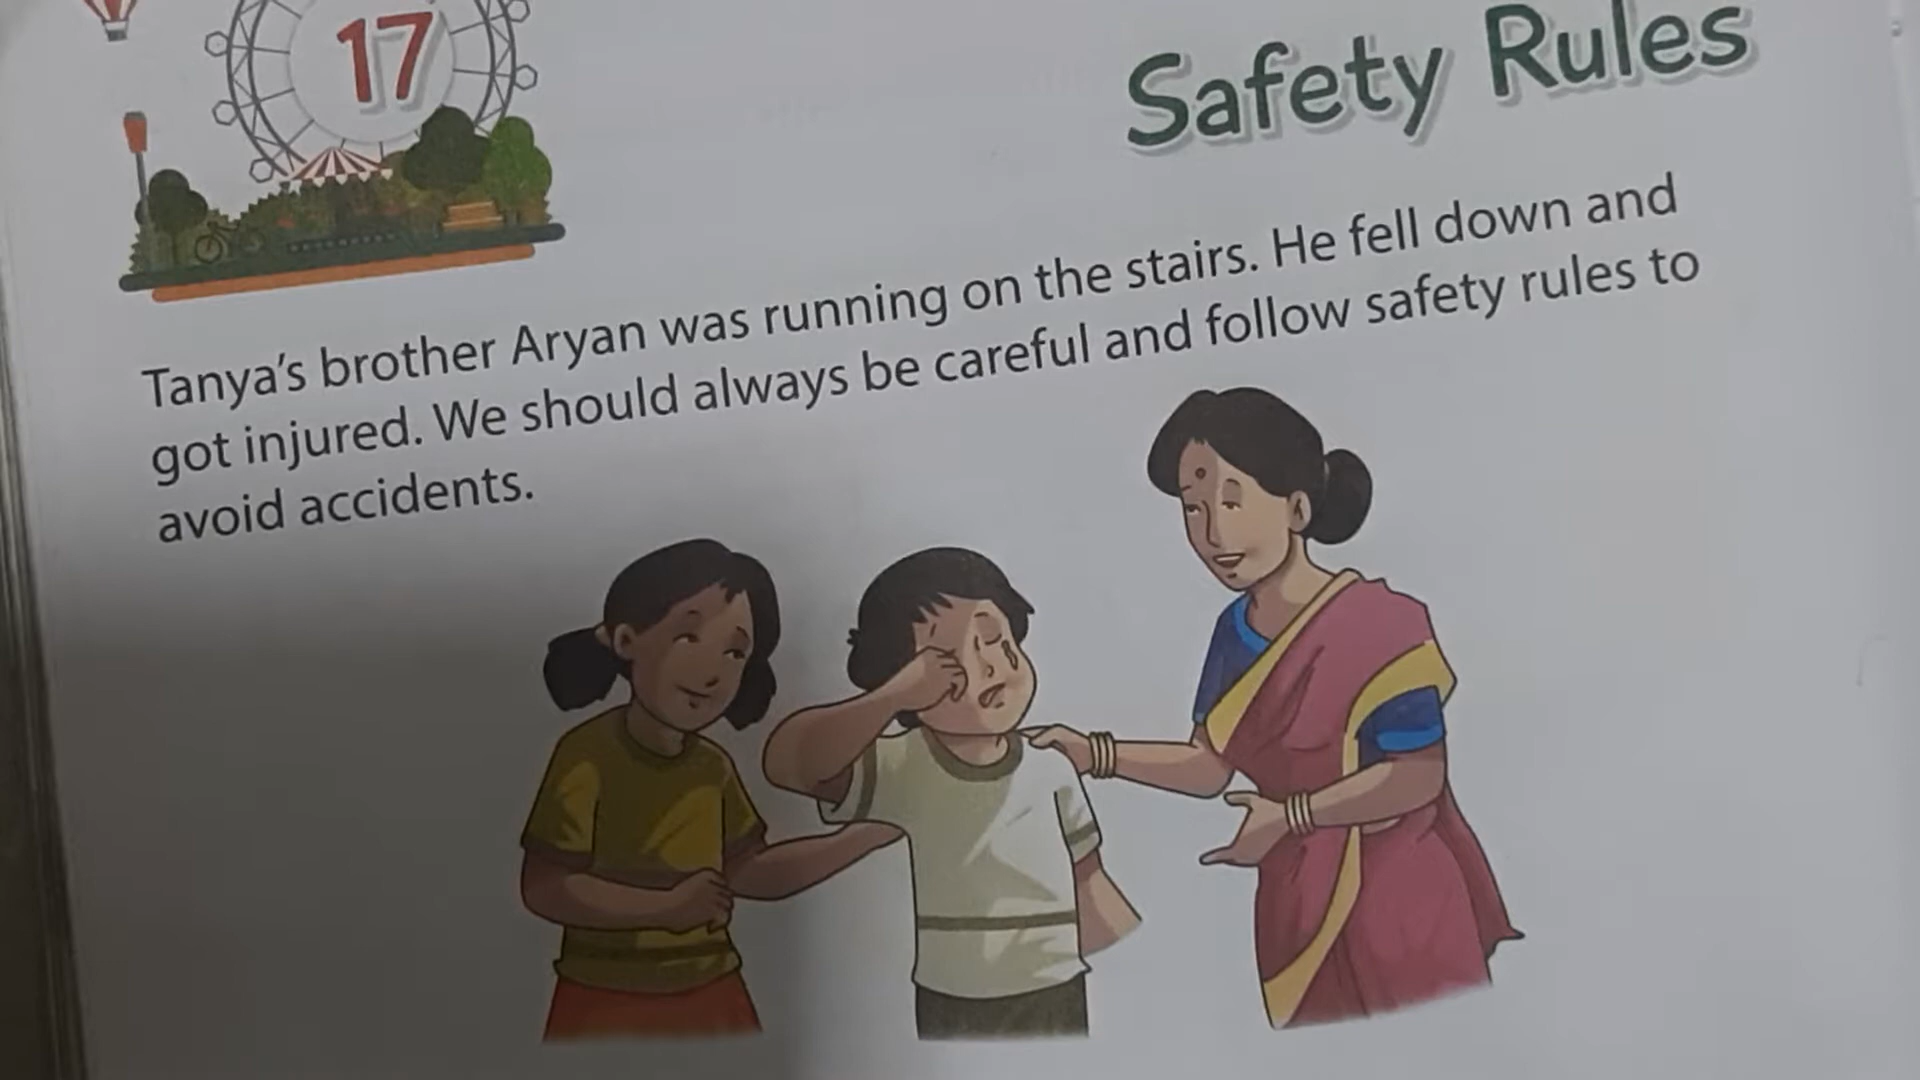 17
Safety Rules
Tanya's brother Aryan was running on the stairs. He fell down and
got injured. We should always be careful and follow safety rules to
avoid accidents.